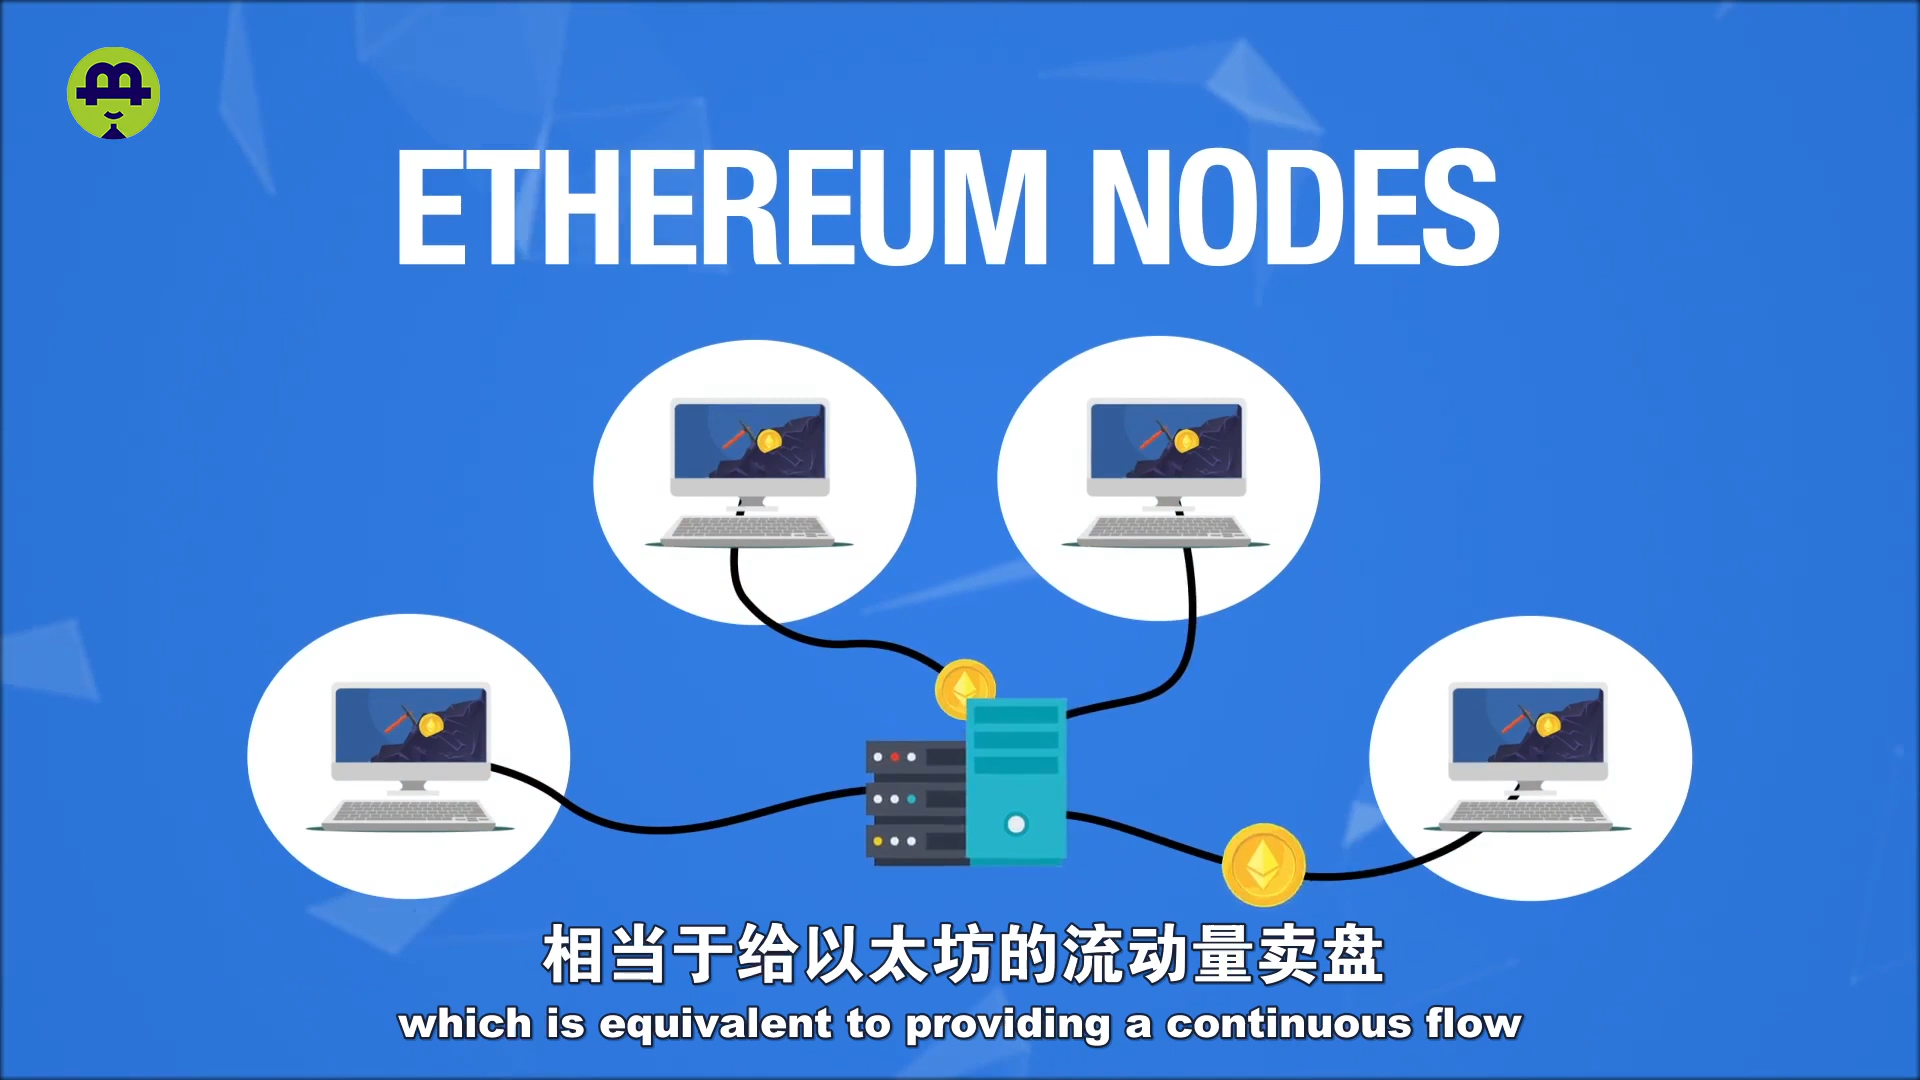 ETHEREUM NODES
相当于给以太坊的流动量卖盘
which is equivalent to providing a continuous flow